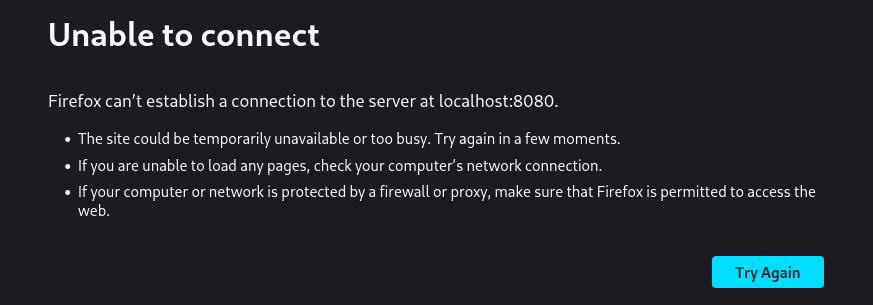 Unable to connect
Firefox can’t establish a connection to the server at localhost:8080.
• The site could be temporarily unavailable or too busy. Try again in a few moments.
• If you are unable to load any pages, check your computer’s network connection.
• If your computer or network is protected by a firewall or proxy, make sure that Firefox is permitted to access the
web.
Try Again